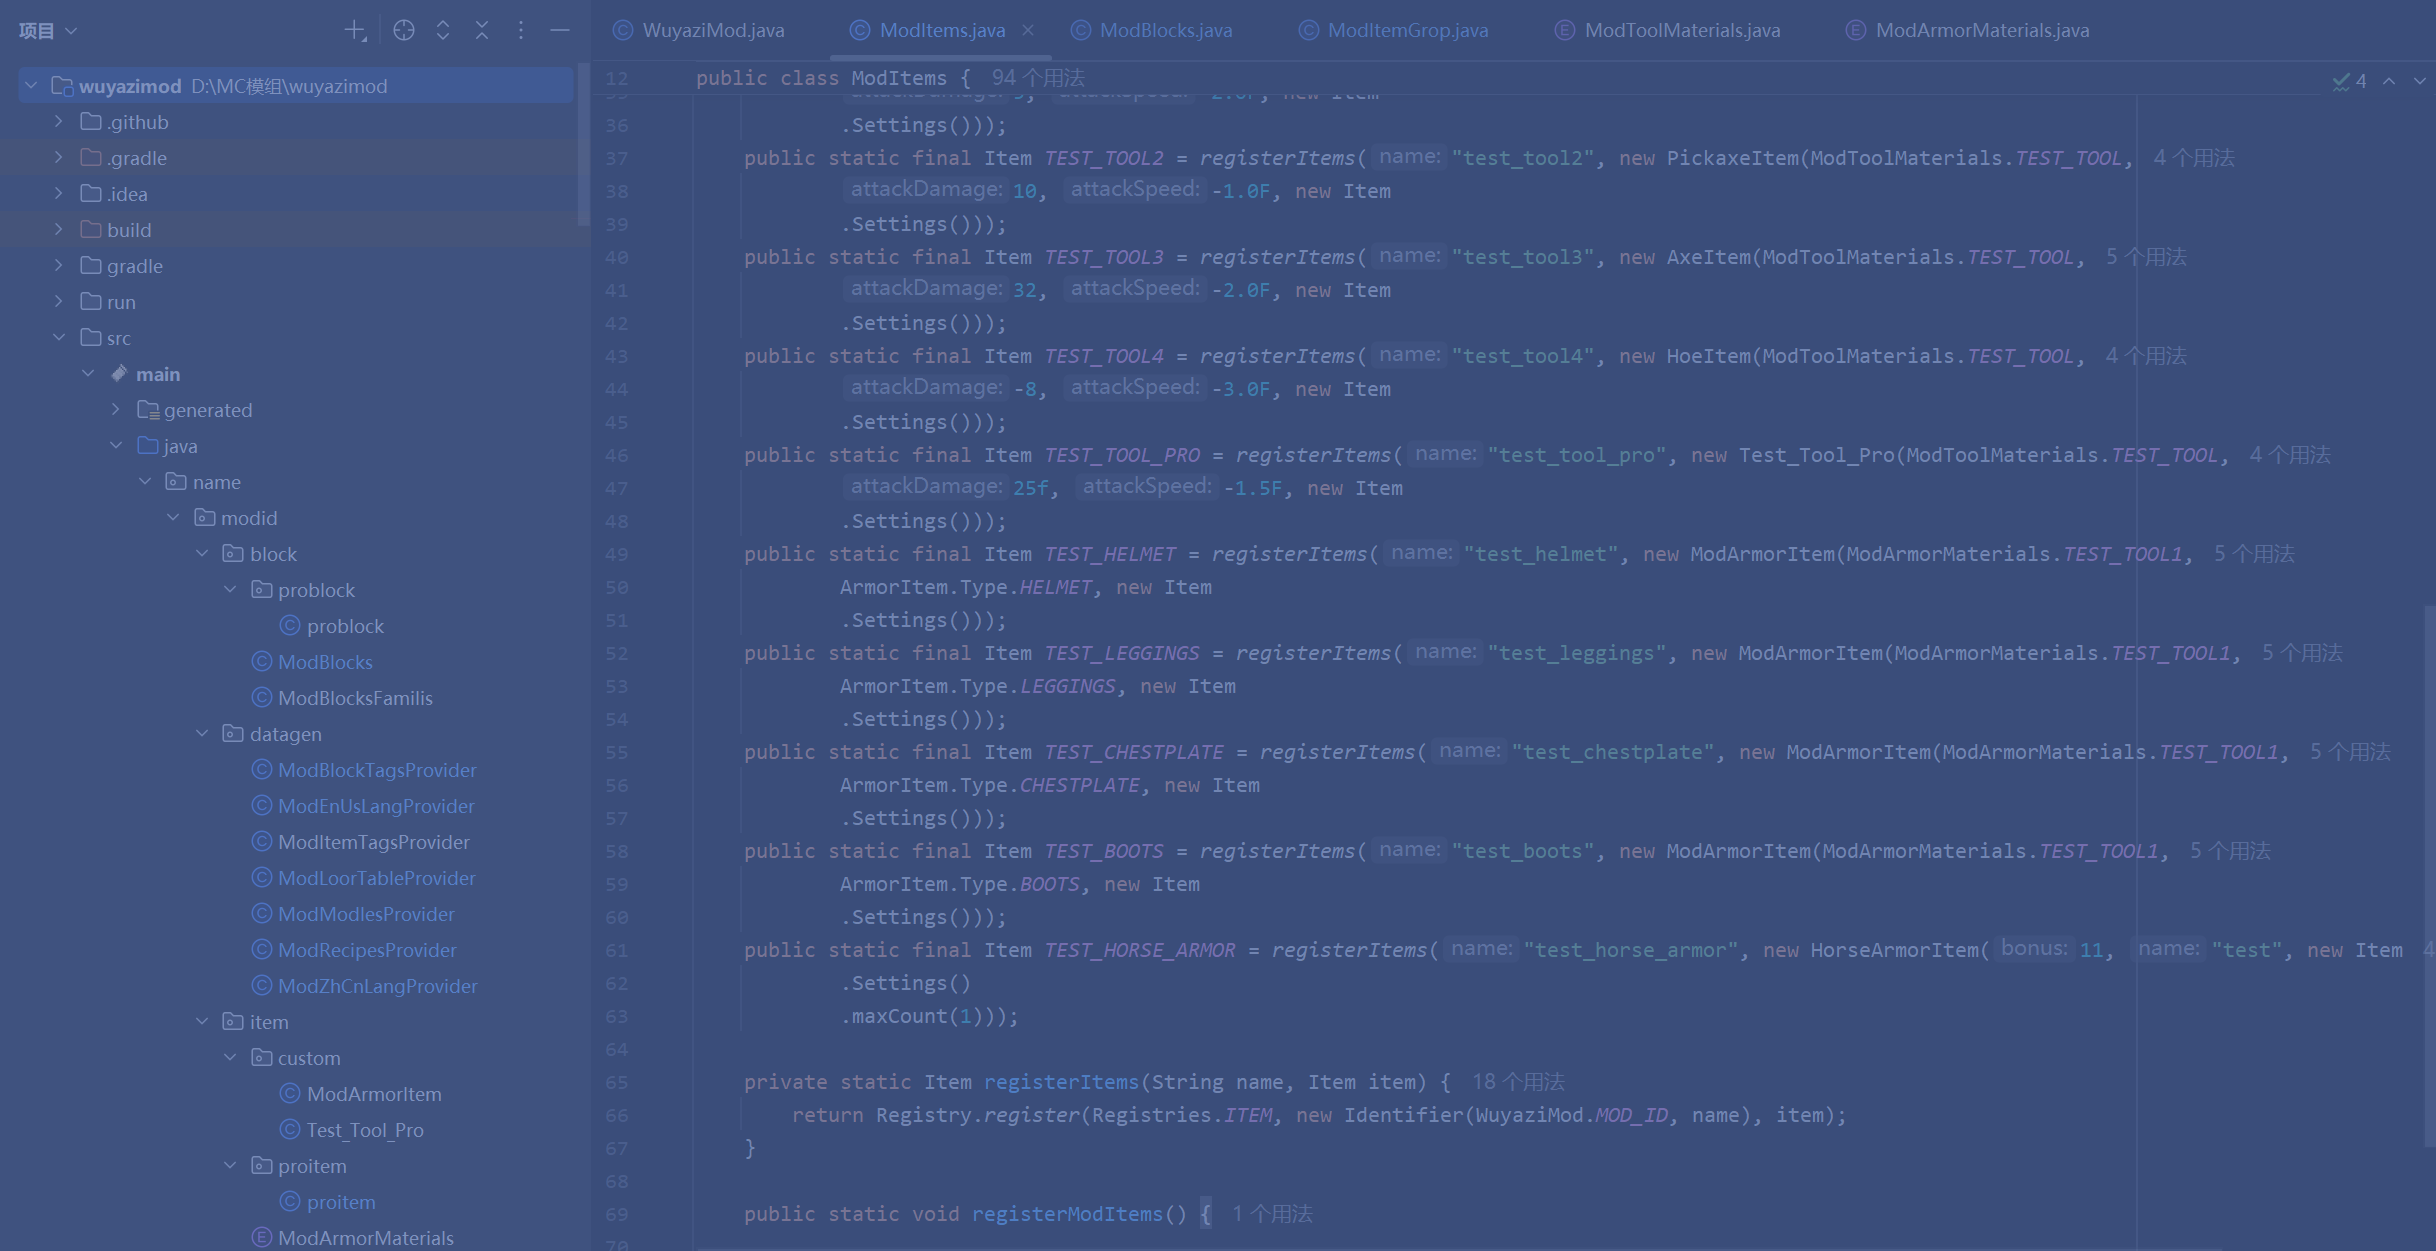 项目
wuyazimod D:\MC模组\wuyazimod
.github
.gradle
.idea
build
gradle
run
src
main
generated
java
name
modid
block
problock
problock
ModBlocks
ModBlocksFamilis
datagen
ModBlockTagsProvider
ModEnUsLangProvider
ModItemTagsProvider
ModLoorTableProvider
ModModlesProvider
ModRecipesProvider
ModZhCnLangProvider
item
custom
ModArmorItem
Test_Tool_Pro
proitem
proitem
ModArmorMaterials
WuyaziMod.java ModItems.java ModBlocks.java ModItemGrop.java ModToolMaterials.java ModArmorMaterials.java
12 public class ModItems { 94 个用法 4
36 .Settings()));
37 public static final Item TEST_TOOL2 = registerItems( name: "test_tool2", new PickaxeItem(ModToolMaterials.TEST_TOOL, 4 个用法
38 attackDamage: 10, attackSpeed: -1.0F, new Item
39 .Settings()));
40 public static final Item TEST_TOOL3 = registerItems( name: "test_tool3", new AxeItem(ModToolMaterials.TEST_TOOL, 5 个用法
41 attackDamage: 32, attackSpeed: -2.0F, new Item
42 .Settings()));
43 public static final Item TEST_TOOL4 = registerItems( name: "test_tool4", new HoeItem(ModToolMaterials.TEST_TOOL, 4 个用法
44 attackDamage: -8, attackSpeed: -3.0F, new Item
45 .Settings()));
46 public static final Item TEST_TOOL_PRO = registerItems( name: "test_tool_pro", new Test_Tool_Pro(ModToolMaterials.TEST_TOOL, 4 个用法
47 attackDamage: 25f, attackSpeed: -1.5F, new Item
48 .Settings()));
49 public static final Item TEST_HELMET = registerItems( name: "test_helmet", new ModArmorItem(ModArmorMaterials.TEST_TOOL1, 5 个用法
50 ArmorItem.Type.HELMET, new Item
51 .Settings()));
52 public static final Item TEST_LEGGINGS = registerItems( name: "test_leggings", new ModArmorItem(ModArmorMaterials.TEST_TOOL1, 5 个用法
53 ArmorItem.Type.LEGGINGS, new Item
54 .Settings()));
55 public static final Item TEST_CHESTPLATE = registerItems( name: "test_chestplate", new ModArmorItem(ModArmorMaterials.TEST_TOOL1, 5 个用法
56 ArmorItem.Type.CHESTPLATE, new Item
57 .Settings()));
58 public static final Item TEST_BOOTS = registerItems( name: "test_boots", new ModArmorItem(ModArmorMaterials.TEST_TOOL1, 5 个用法
59 ArmorItem.Type.BOOTS, new Item
60 .Settings()));
61 public static final Item TEST_HORSE_ARMOR = registerItems( name: "test_horse_armor", new HorseArmorItem( bonus: 11, name: "test", new Item 4
62 .Settings()
63 .maxCount(1)));
64
65 private static Item registerItems(String name, Item item) { 18 个用法
66 return Registry.register(Registries.ITEM, new Identifier(WuyaziMod.MOD_ID, name), item);
67 }
68
69 public static void registerModItems() { 1 个用法